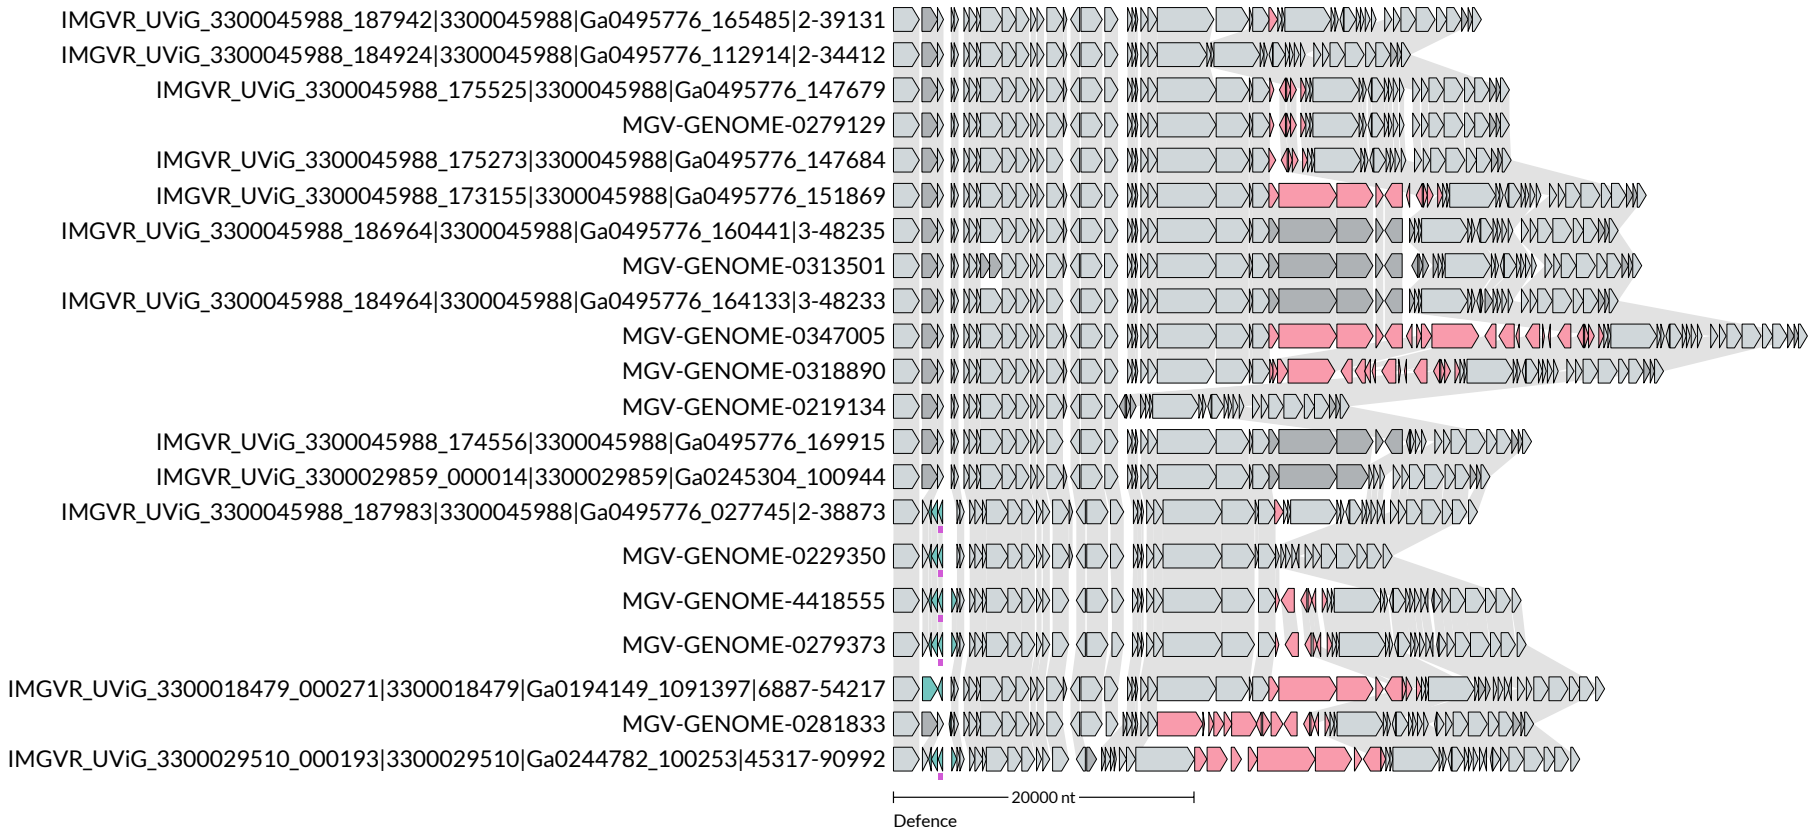 IMGVR_UViG_3300045988_187942|3300045988|Ga0495776_165485|2-39131
IMGVR_UViG_3300045988_184924|3300045988|Ga0495776_112914|2-34412
IMGVR_UViG_3300045988_175525|3300045988|Ga0495776_147679
MGV-GENOME-0279129
IMGVR_UViG_3300045988_175273|3300045988|Ga0495776_147684
IMGVR_UViG_3300045988_173155|3300045988|Ga0495776_151869
IMGVR_UViG_3300045988_186964|3300045988|Ga0495776_160441|3-48235
MGV-GENOME-0313501
IMGVR_UViG_3300045988_184964|3300045988|Ga0495776_164133|3-48233
MGV-GENOME-0347005
MGV-GENOME-0318890
MGV-GENOME-0219134
IMGVR_UViG_3300045988_174556|3300045988|Ga0495776_169915
IMGVR_UViG_3300029859_000014|3300029859|Ga0245304_100944
IMGVR_UViG_3300045988_187983|3300045988|Ga0495776_027745|2-38873
MGV-GENOME-0229350
MGV-GENOME-4418555
MGV-GENOME-0279373
IMGVR_UViG_3300018479_000271|3300018479|Ga0194149_1091397|6887-54217
MGV-GENOME-0281833
IMGVR_UViG_3300029510_000193|3300029510|Ga0244782_100253|45317-90992
20000 nt
Defence